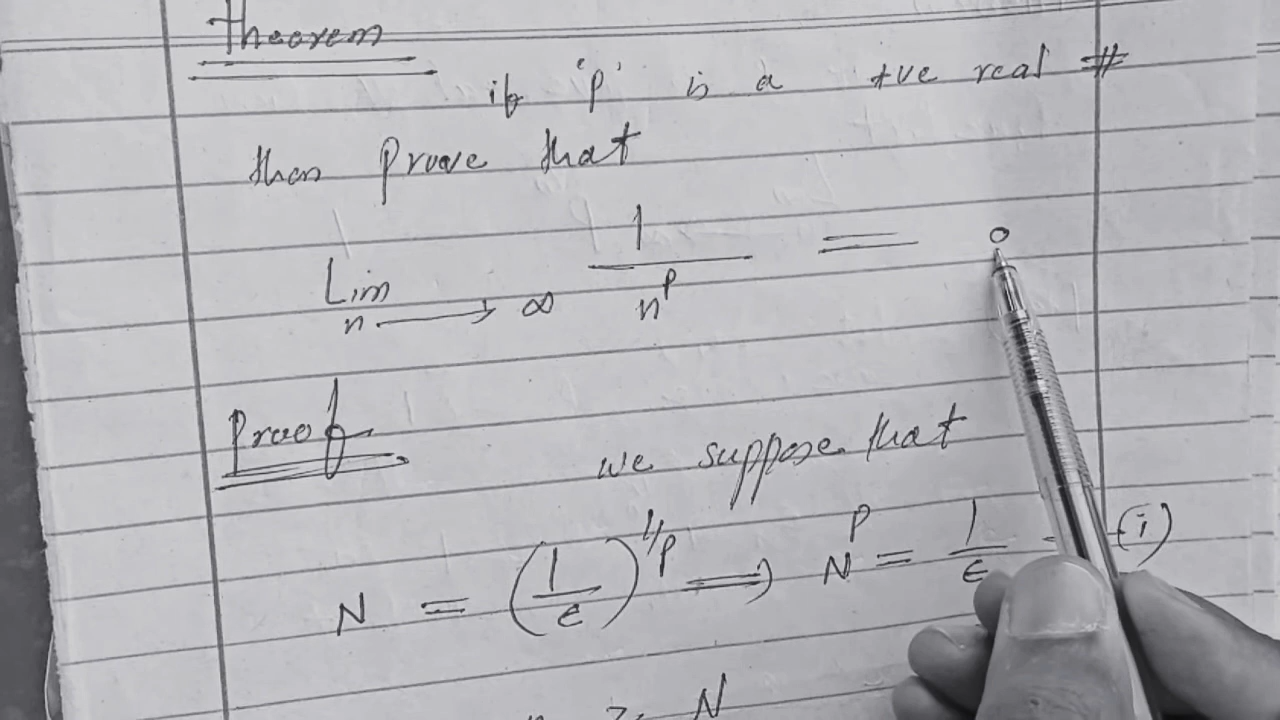 Theorem
if 'p' is a +ve real #
then prove that
Lim n → ∞ 1/n^p = 0
Proof
we suppose that
N = (1/ε)^1/p ⟹ N^p = 1/ε - (i)
N